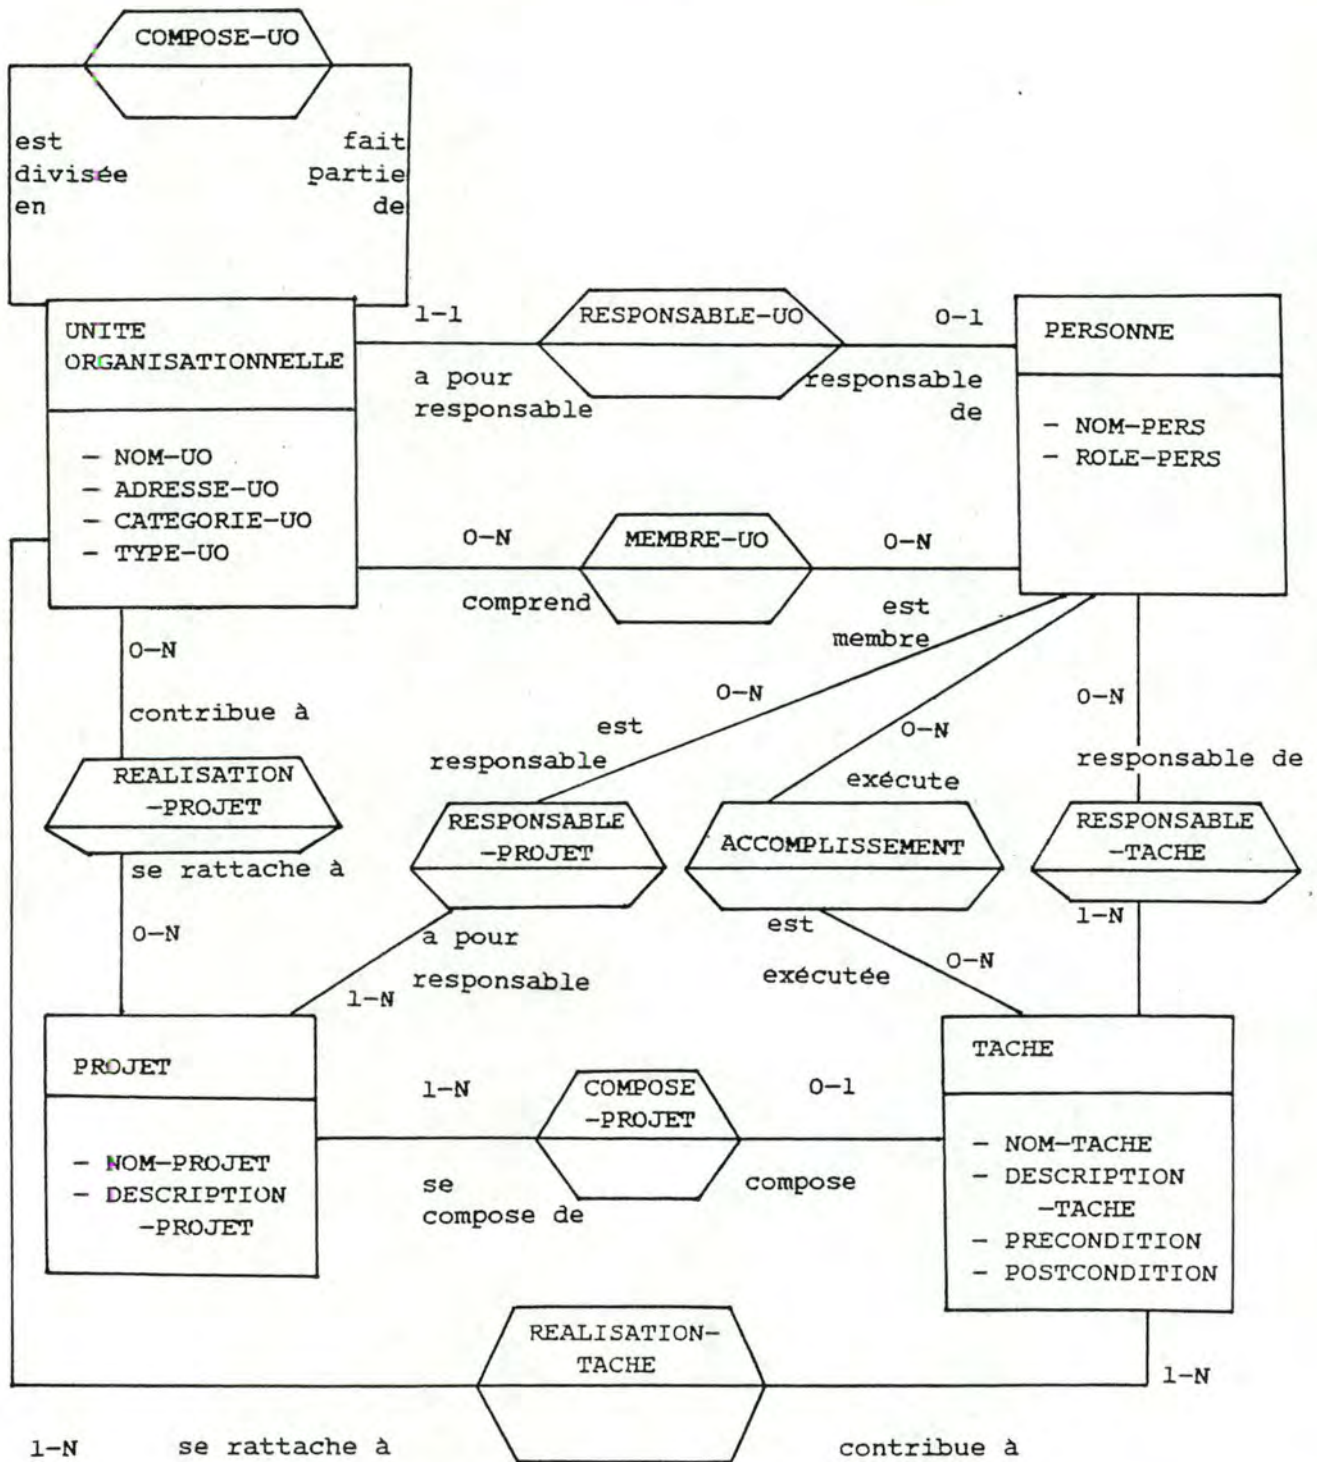 COMPOSE-UO
est
divisée
en
fait
partie
de
UNITE
ORGANISATIONNELLE
- NOM-UO
- ADRESSE-UO
- CATEGORIE-UO
- TYPE-UO
1-1
RESPONSABLE-UO
0-1
a pour
responsable
responsable
de
PERSONNE
- NOM-PERS
- ROLE-PERS
0-N
MEMBRE-UO
0-N
comprend
est
membre
0-N
contribue à
REALISATION
-PROJET
se rattache à
0-N
0-N
est
responsable
RESPONSABLE
-PROJET
a pour
responsable
1-N
0-N
exécute
ACCOMPLISSEMENT
est
exécutée
0-N
0-N
responsable de
RESPONSABLE
-TACHE
1-N
PROJET
- NOM-PROJET
- DESCRIPTION
-PROJET
1-N
COMPOSE
-PROJET
0-1
se
compose de
compose
TACHE
- NOM-TACHE
- DESCRIPTION
-TACHE
- PRECONDITION
- POSTCONDITION
REALISATION-
TACHE
1-N
1-N
se rattache à
contribue à